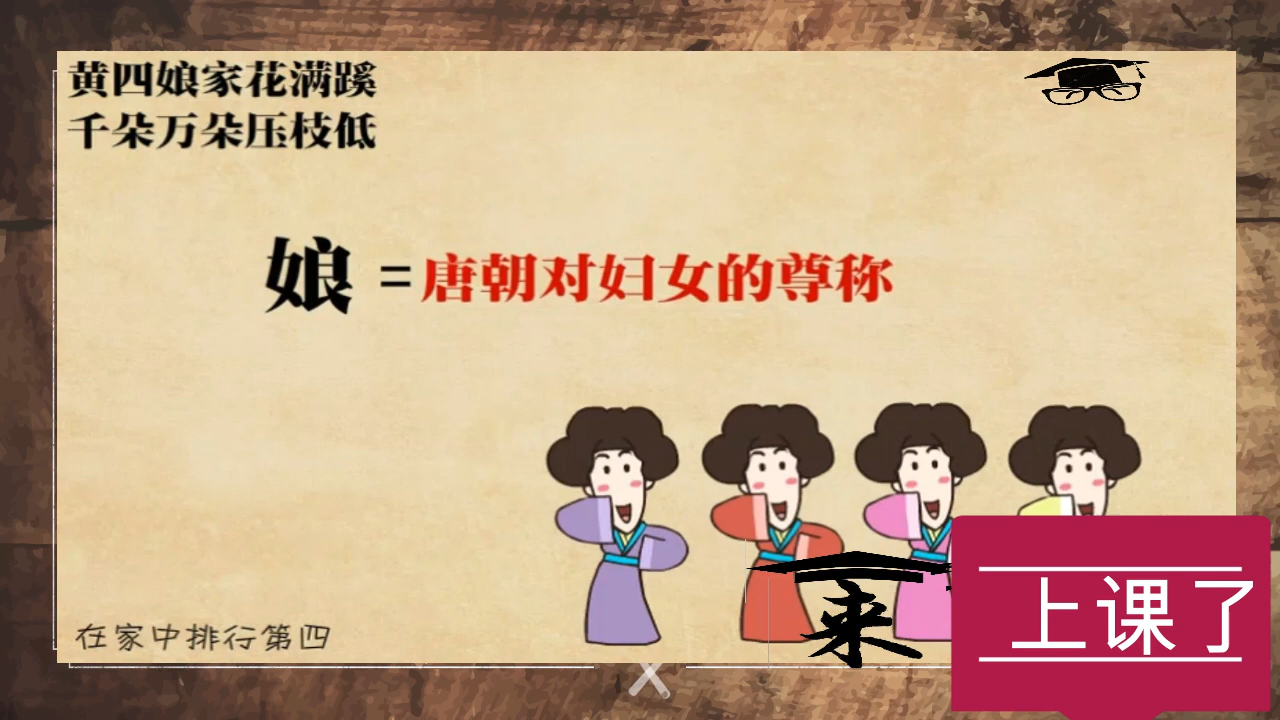 黄四娘家花满蹊
千朵万朵压枝低
娘=唐朝对妇女的尊称
来
上课了
在家中排行第四